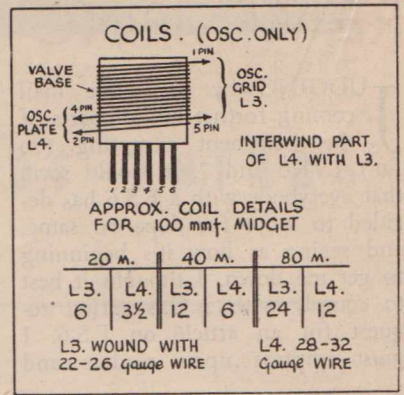 COILS. (OSC. ONLY)
1 PIN
VALVE BASE
OSC. GRID L3.
4 PIN
OSC. PLATE L4.
2 PIN
5 PIN
INTERWIND PART OF L4. WITH L3.
1 2 3 4 5 6
APPROX. COIL DETAILS
FOR 100 mmf. MIDGET
20 M. 40 M. 80 M.
L3. L4. L3. L4. L3. L4.
6 3½ 12 6 24 12
L3. WOUND WITH 22-26 Gauge WIRE
L4. 28-32 Gauge WIRE